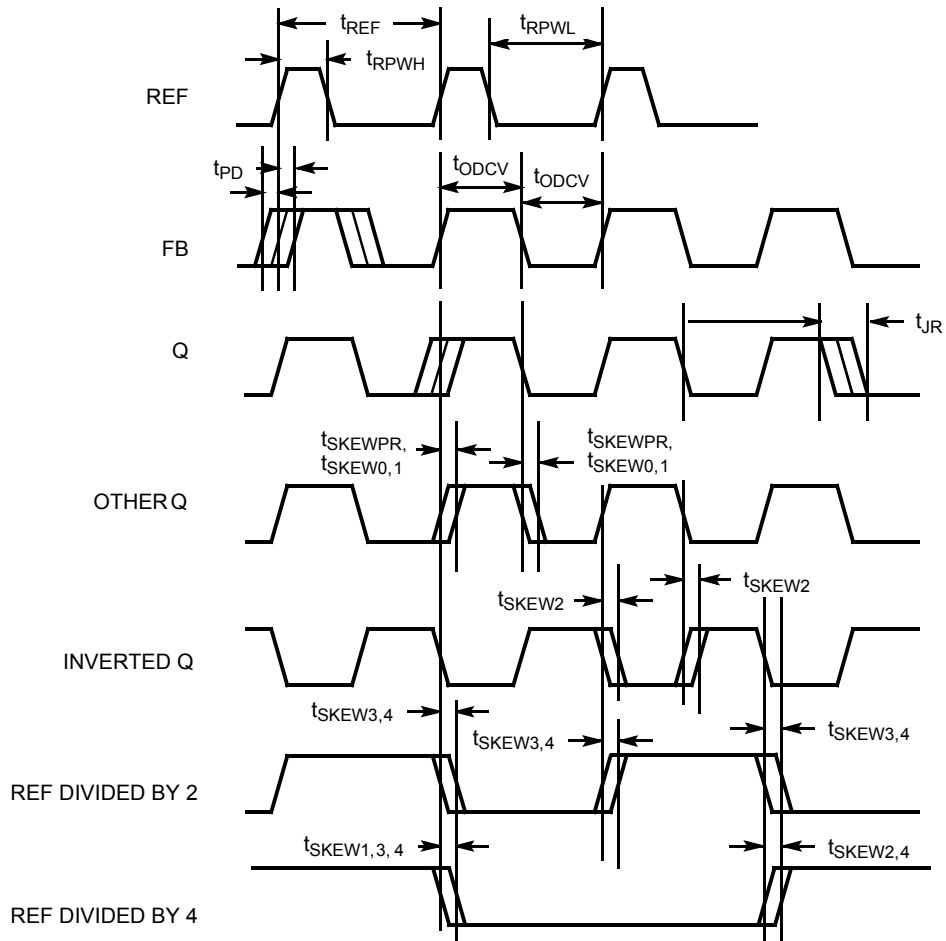 tREF
tRPWL
tRPWH
REF
tPD
tODCV
tODCV
FB
tJR
Q
tSKEWPR,
tSKEW0,1
tSKEWPR,
tSKEW0,1
OTHER Q
tSKEW2
tSKEW2
INVERTED Q
tSKEW3,4
tSKEW3,4
tSKEW3,4
REF DIVIDED BY 2
tSKEW1,3, 4
tSKEW2,4
REF DIVIDED BY 4